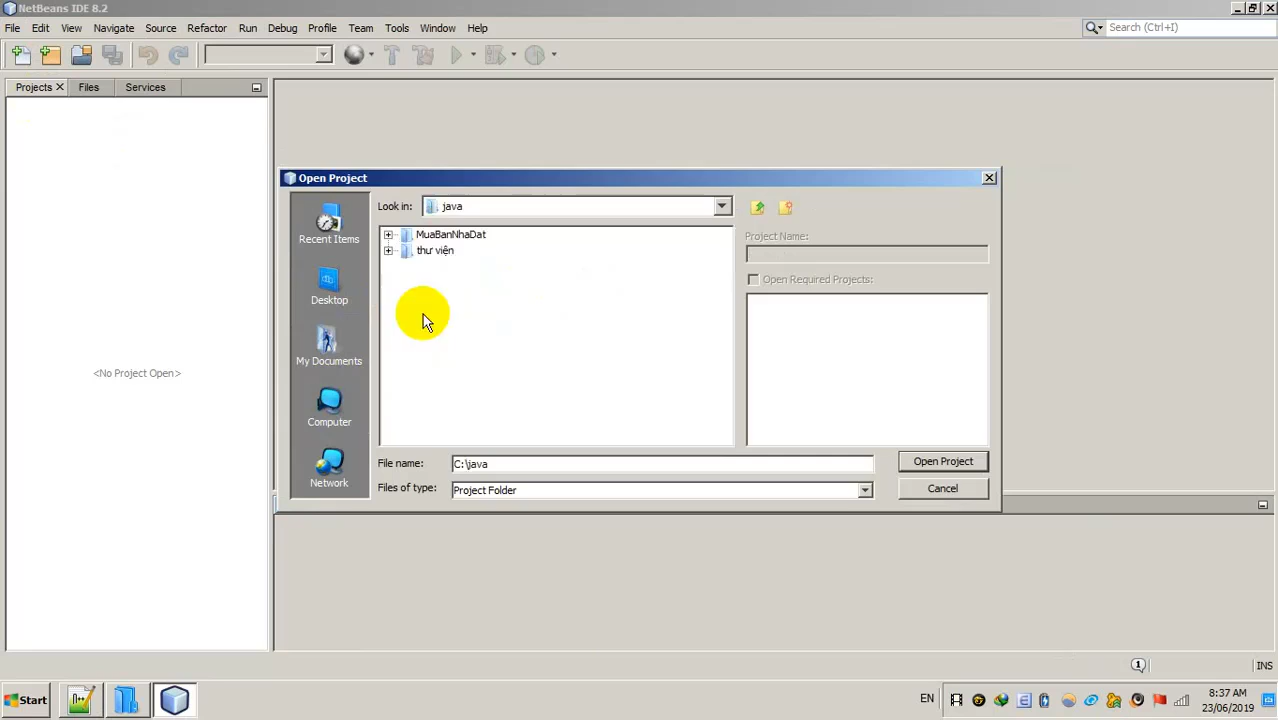 NetBeans IDE 8.2
File Edit View Navigate Source Refactor Run Debug Profile Team Tools Window Help
Search (Ctrl+I)
Projects Files Services
<No Project Open>
Open Project
Look in: java
Recent Items
Desktop
My Documents
Computer
Network
MuaBanNhaDat
thư viện
Project Name:
Open Required Projects:
File name: C:\java
Open Project
Files of type: Project Folder
Cancel
1
INS
Start
EN
8:37 AM
23/06/2019